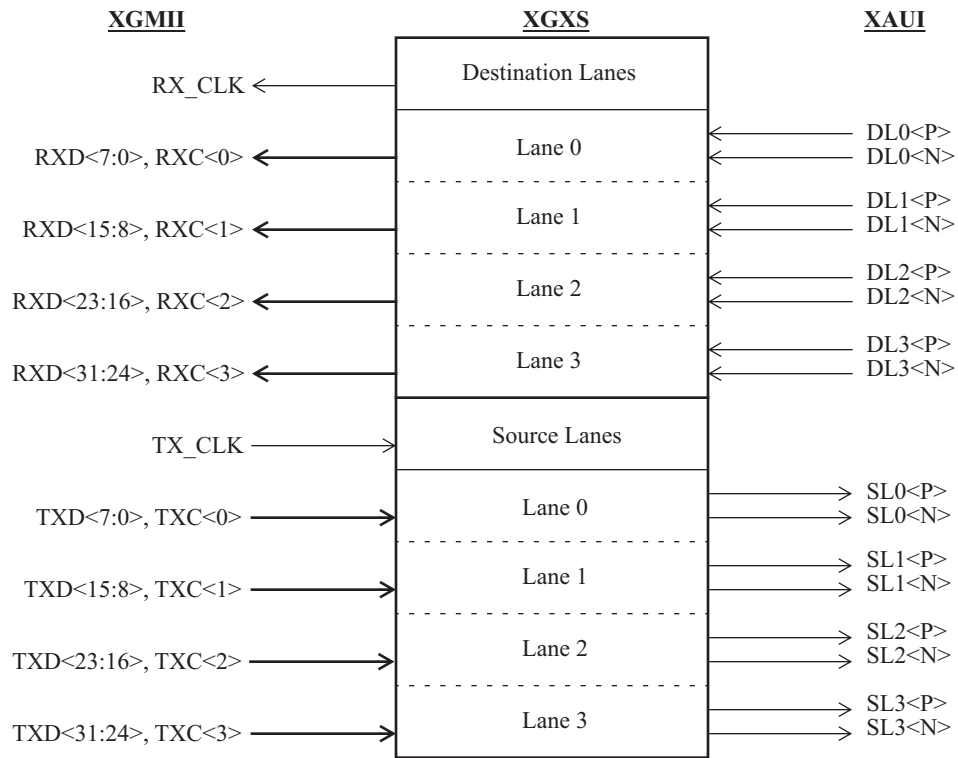 XGMII XGXS XAUI
Destination Lanes
RX_CLK
Lane 0
DL0<P>
RXD<7:0>, RXC<0>
DL0<N>
Lane 1
DL1<P>
RXD<15:8>, RXC<1>
DL1<N>
Lane 2
DL2<P>
RXD<23:16>, RXC<2>
DL2<N>
Lane 3
DL3<P>
RXD<31:24>, RXC<3>
DL3<N>
Source Lanes
TX_CLK
Lane 0
SL0<P>
TXD<7:0>, TXC<0>
SL0<N>
Lane 1
SL1<P>
TXD<15:8>, TXC<1>
SL1<N>
Lane 2
SL2<P>
TXD<23:16>, TXC<2>
SL2<N>
Lane 3
SL3<P>
TXD<31:24>, TXC<3>
SL3<N>